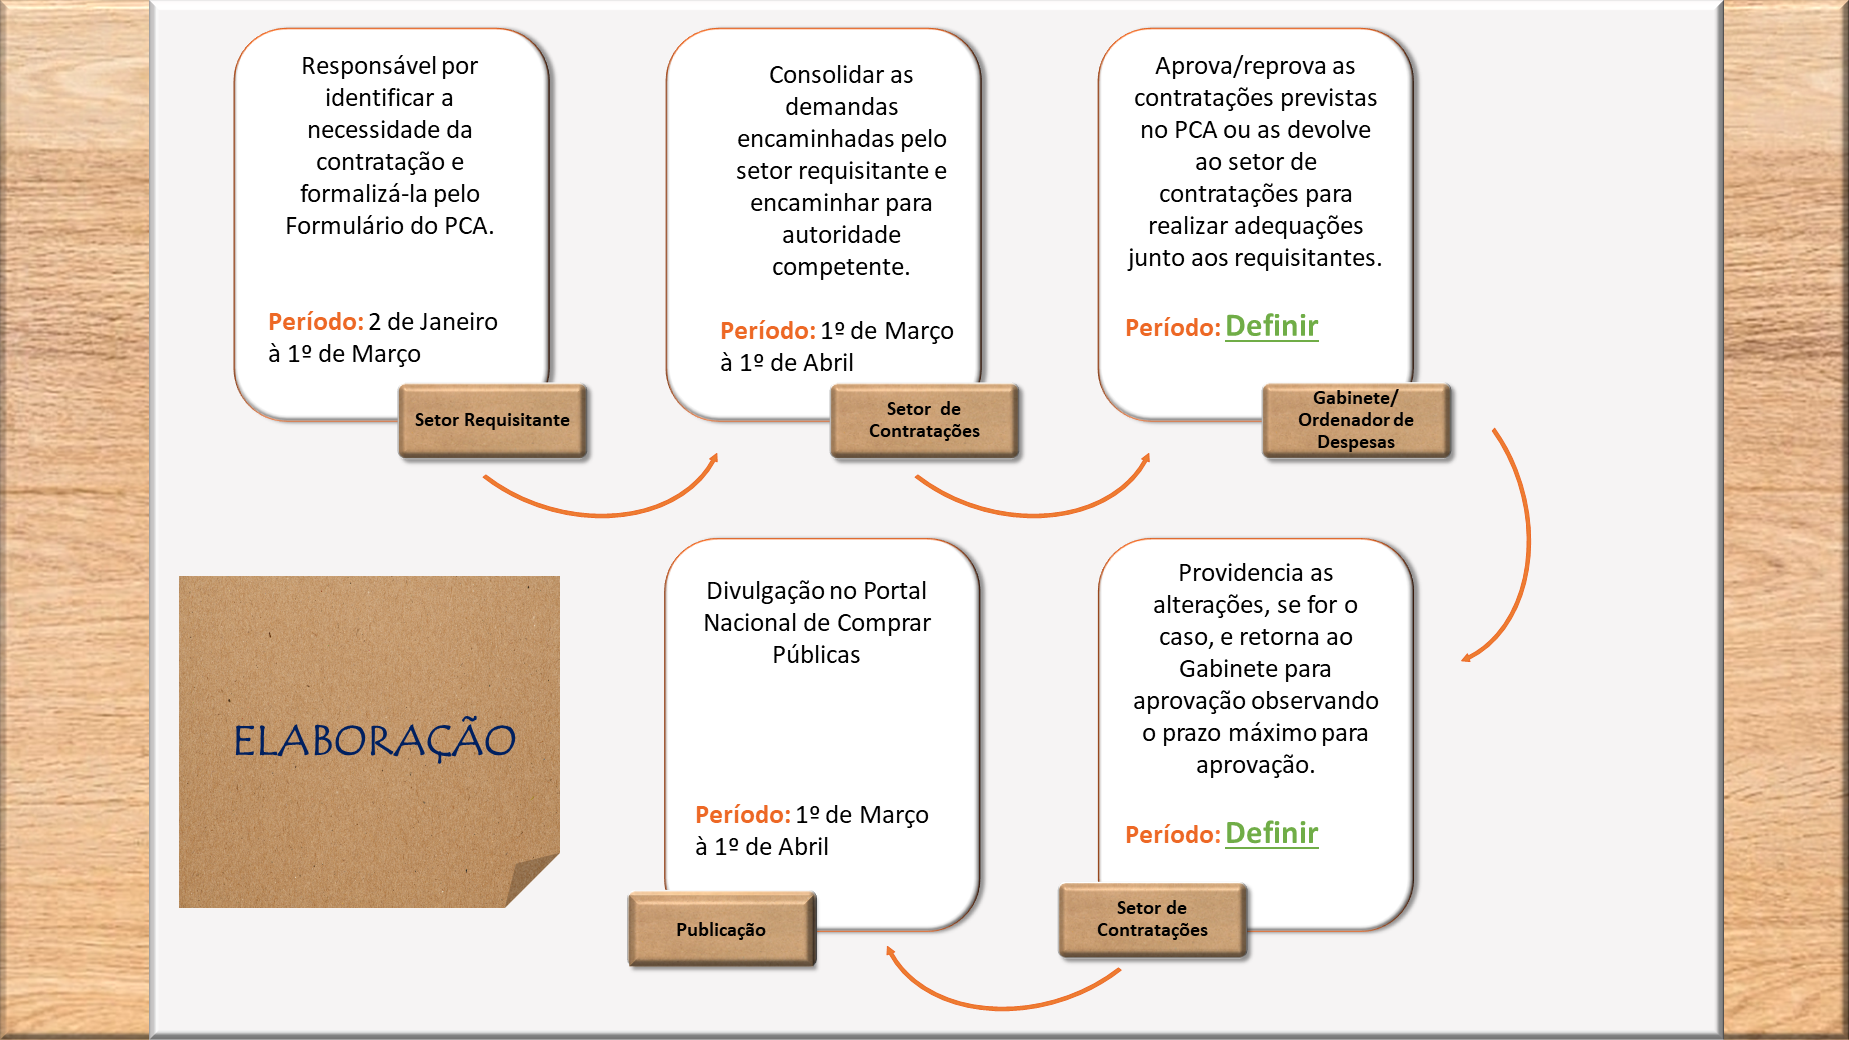 Responsável por
identificar a
necessidade da
contratação e
formalizá-la pelo
Formulário do PCA.
Período: 2 de Janeiro
à 1º de Março
Setor Requisitante
Consolidar as
demandas
encaminhadas pelo
setor requisitante e
encaminhar para
autoridade
competente.
Período: 1º de Março
à 1º de Abril
Setor de
Contratações
Aprova/reprova as
contratações previstas
no PCA ou as devolve
ao setor de
contratações para
realizar adequações
junto aos requisitantes.
Período: Definir
Gabinete/
Ordenador de
Despesas
Providencia as
alterações, se for o
caso, e retorna ao
Gabinete para
aprovação observando
o prazo máximo para
aprovação.
Período: Definir
Setor de
Contratações
Divulgação no Portal
Nacional de Comprar
Públicas
Período: 1º de Março
à 1º de Abril
Publicação
ELABORAÇÃO